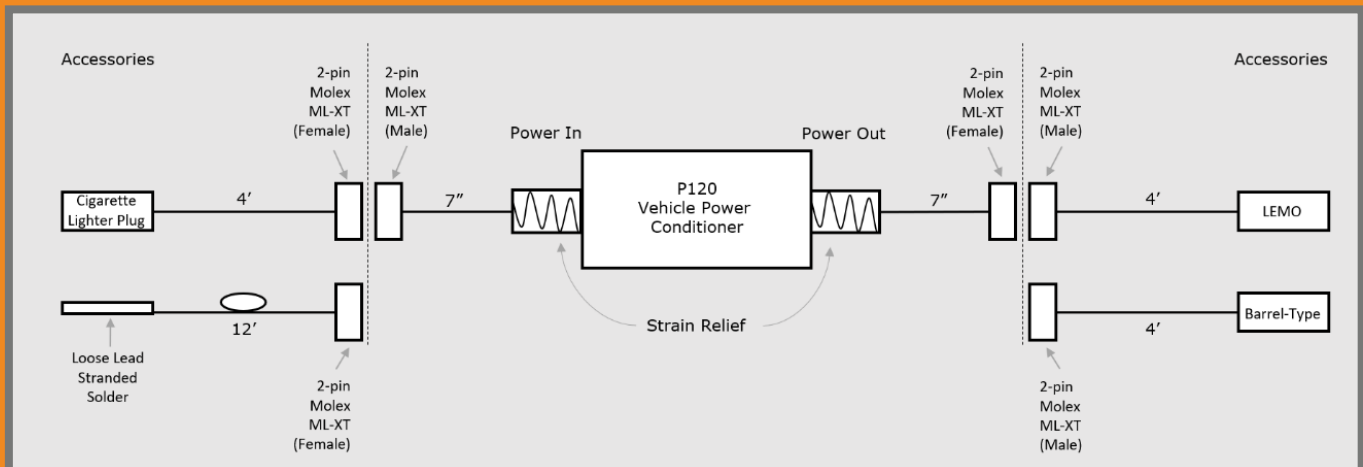 Accessories
2-pin
Molex
ML-XT
(Female)
2-pin
Molex
ML-XT
(Male)
Power In
Power Out
2-pin
Molex
ML-XT
(Female)
2-pin
Molex
ML-XT
(Male)
Accessories
Cigarette
Lighter Plug
4’
7”
P120
Vehicle Power
Conditioner
7”
4’
LEMO
12’
Strain Relief
4’
Barrel-Type
Loose Lead
Stranded
Solder
2-pin
Molex
ML-XT
(Female)
2-pin
Molex
ML-XT
(Male)